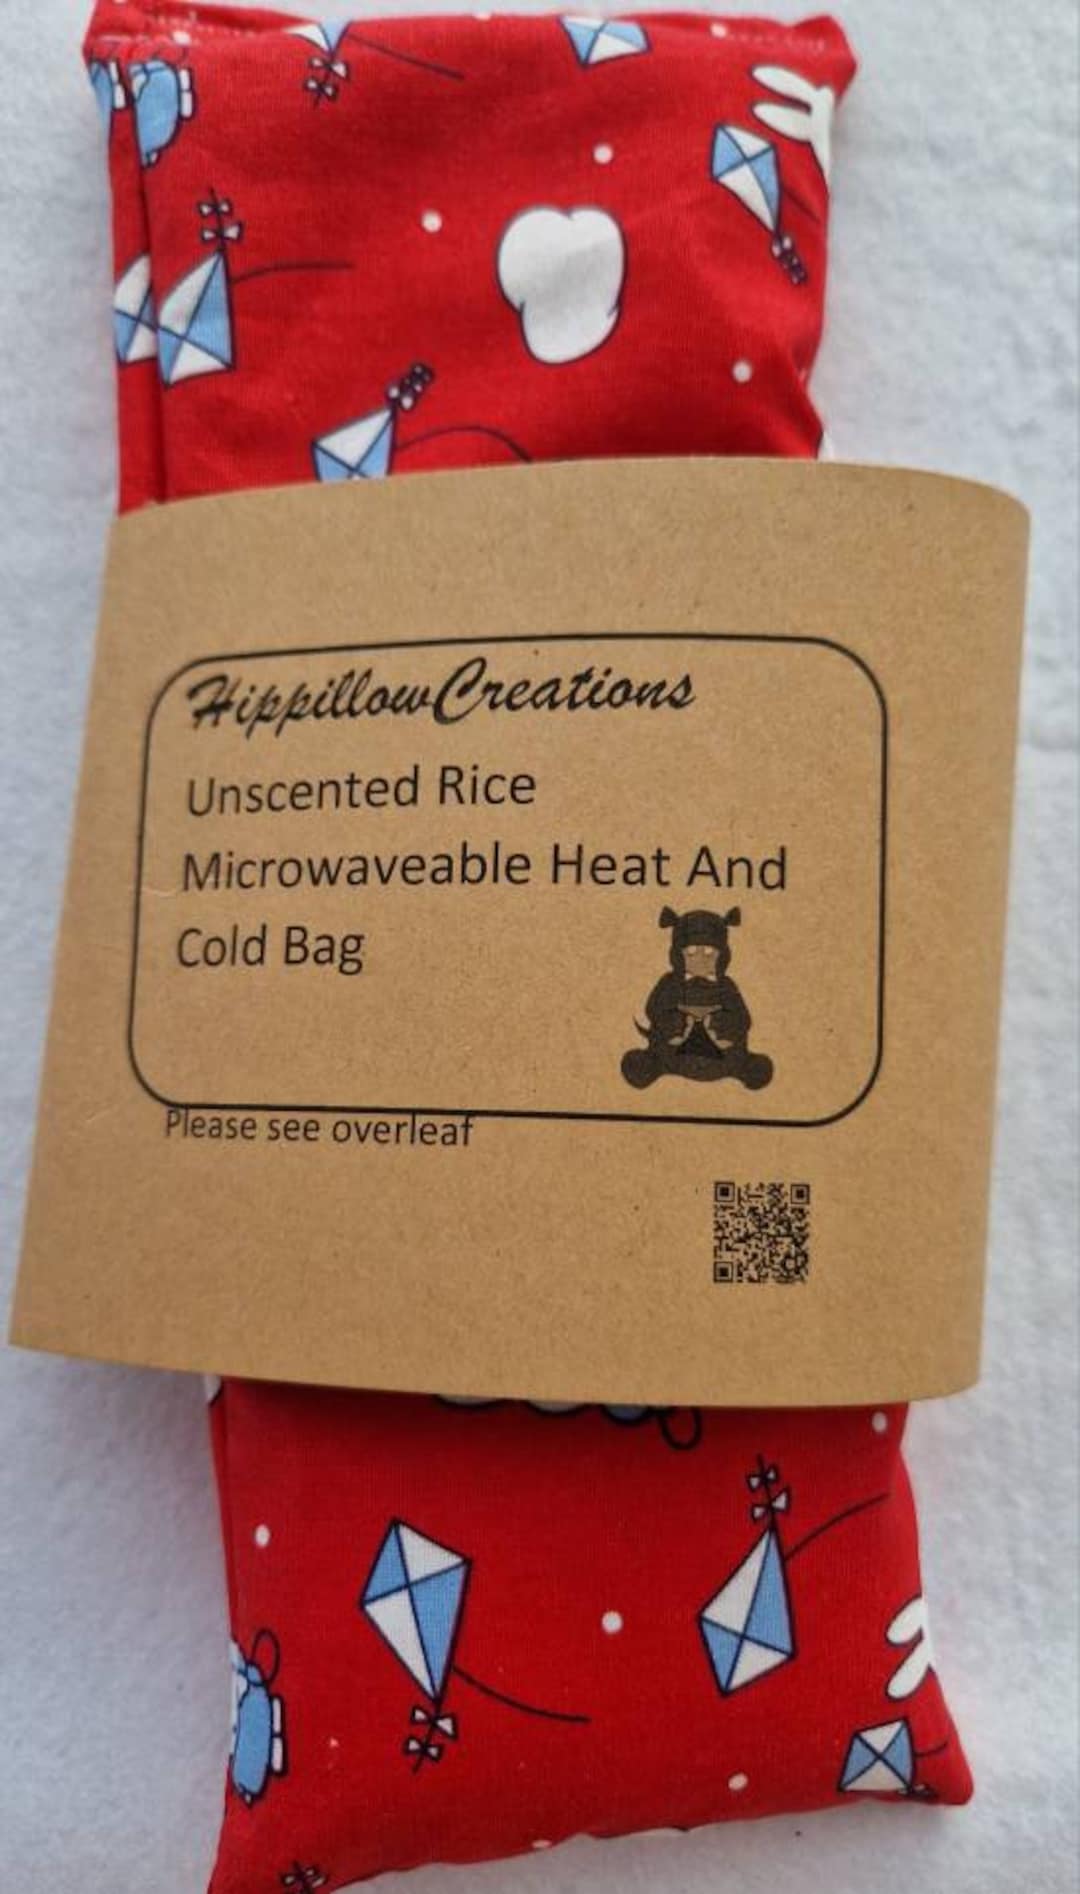 HippillowCreations
Unscented Rice
Microwaveable Heat And
Cold Bag
Please see overleaf